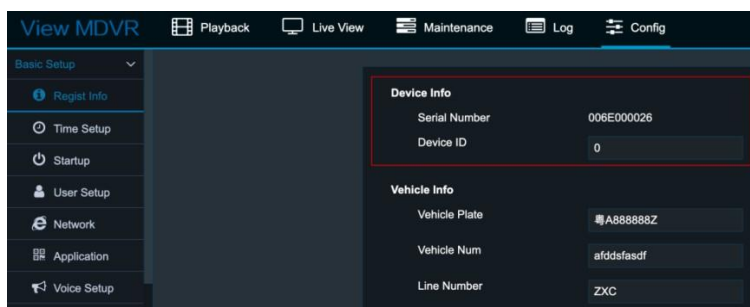 View MDVR Playback Live View Maintenance Log Config
Basic Setup
Regist Info
Time Setup
Startup
User Setup
Network
Application
Voice Setup
Device Info
Serial Number 006E000026
Device ID 0
Vehicle Info
Vehicle Plate 粤A888888Z
Vehicle Num afddsfasdf
Line Number ZXC